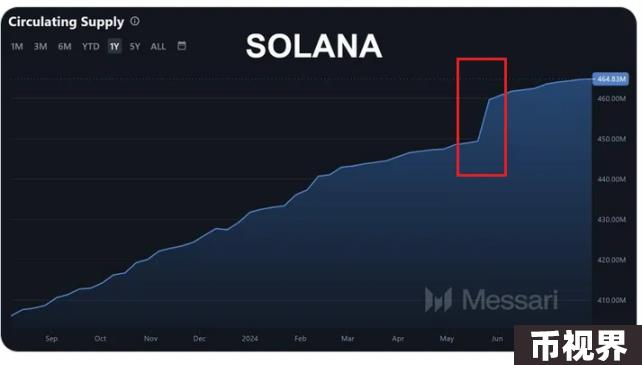 Circulating Supply
1M 3M 6M YTD 1Y 5Y ALL
SOLANA
464.83M
460.00M
450.00M
440.00M
430.00M
420.00M
410.00M
Messari
Sep Oct Nov Dec 2024 Feb Mar Apr May Jun
币视界